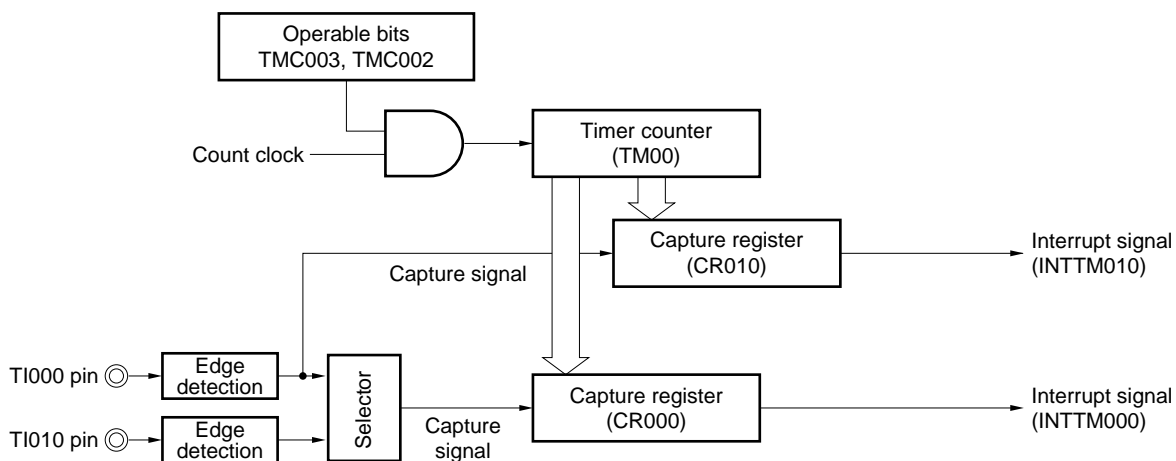 Operable bits
TMC003, TMC002
Count clock
Timer counter
(TM00)
Capture register
(CR010)
Interrupt signal
(INTTM010)
Capture signal
TI000 pin
Edge
detection
Selector
Capture register
(CR000)
Interrupt signal
(INTTM000)
TI010 pin
Edge
detection
Capture
signal